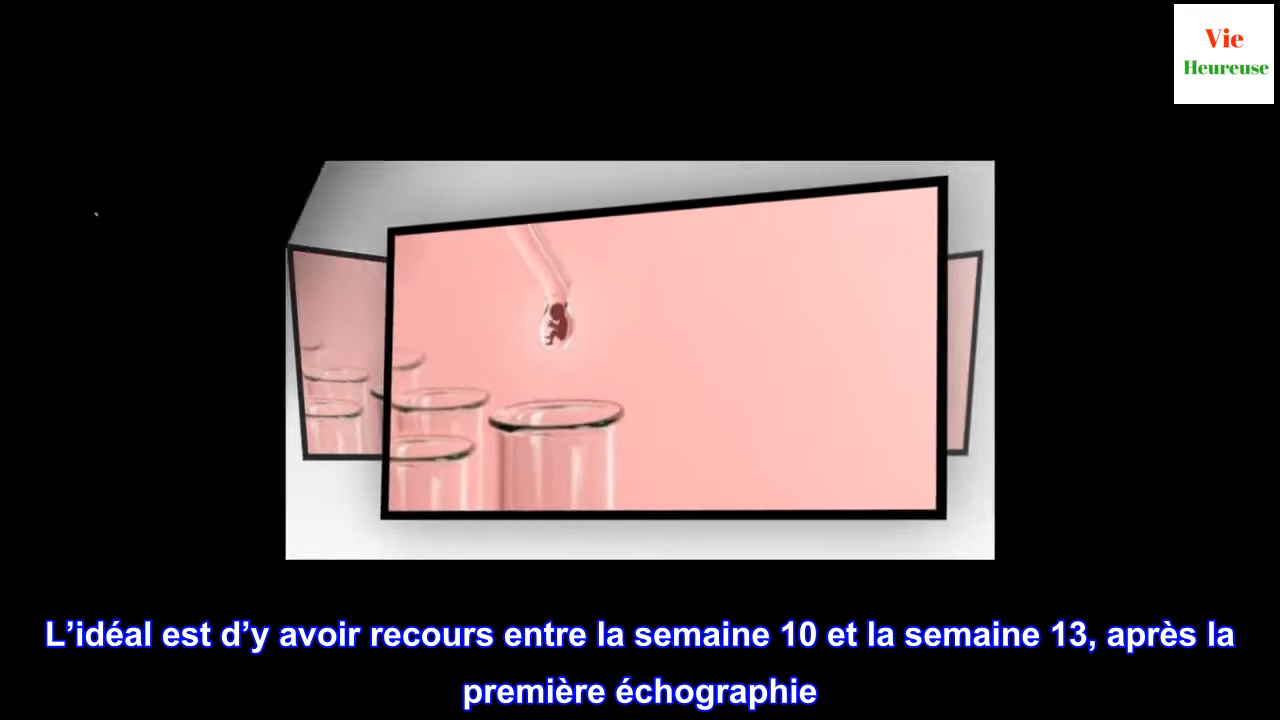 Vie
Heureuse
L’idéal est d’y avoir recours entre la semaine 10 et la semaine 13, après la
première échographie